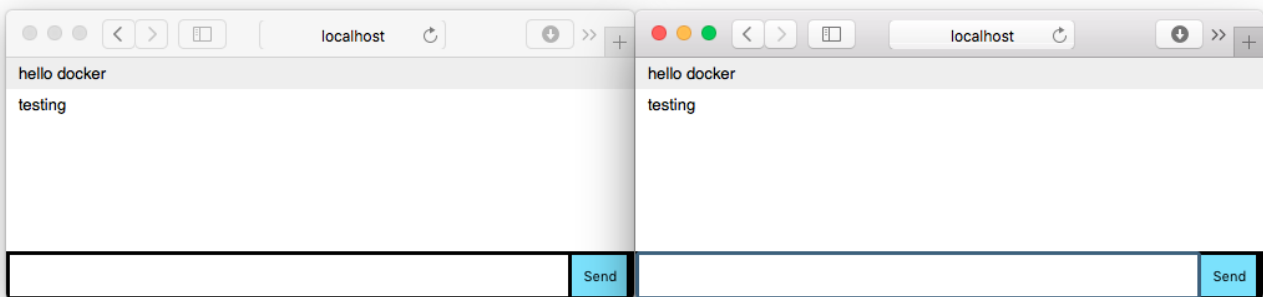 localhost
hello docker
testing
Send
localhost
hello docker
testing
Send